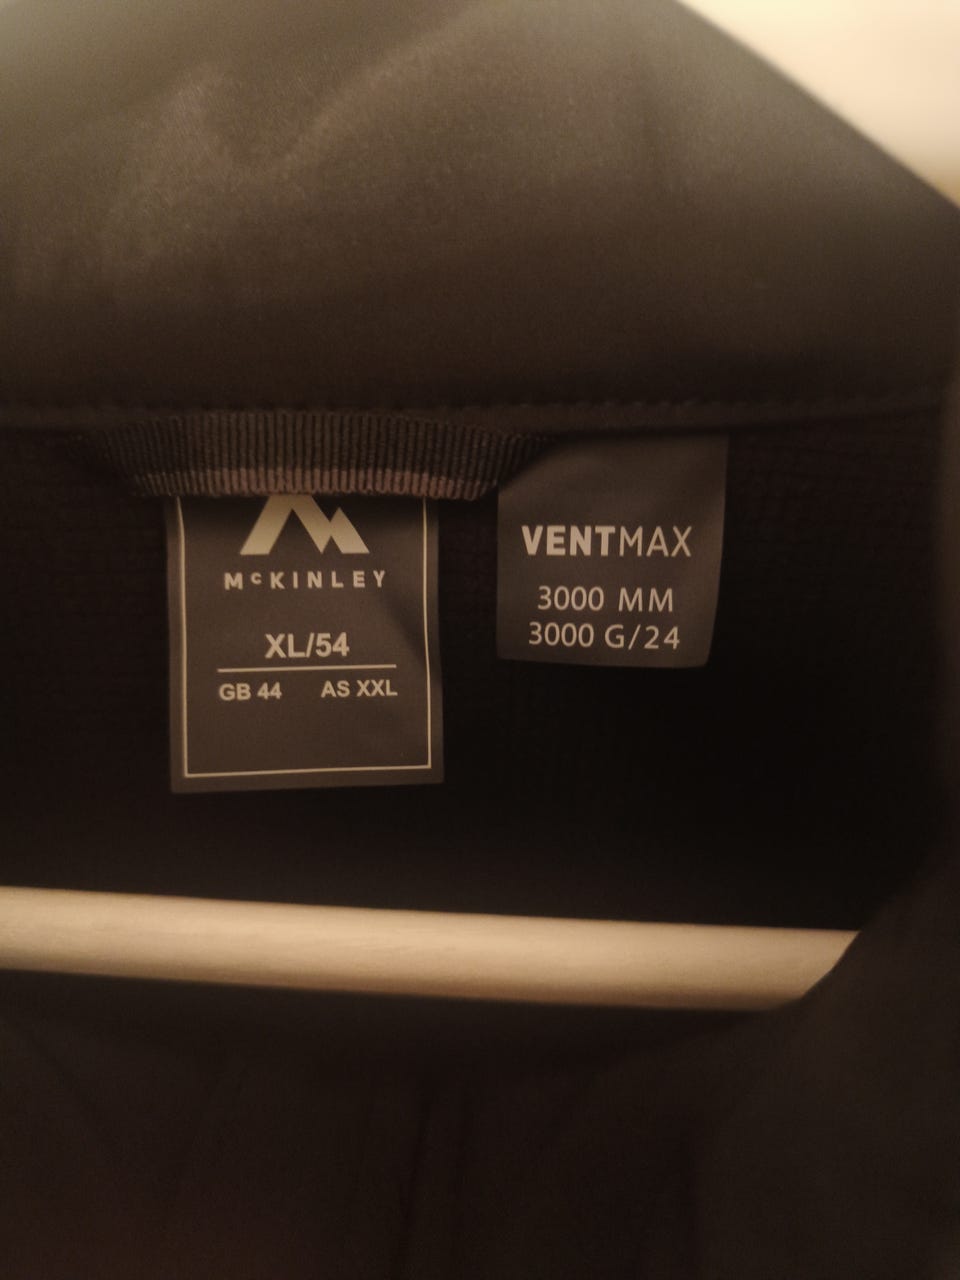 McKINLEY
XL/54
GB 44 AS XXL
VENTMAX
3000 MM
3000 G/24